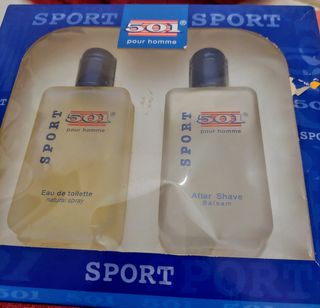 SPORT
SPORT
501®
pour homme
501®
pour homme
SPORT
Eau de toilette
natural spray
501®
pour homme
SPORT
After Shave
Balsam
SPORT
SPORT